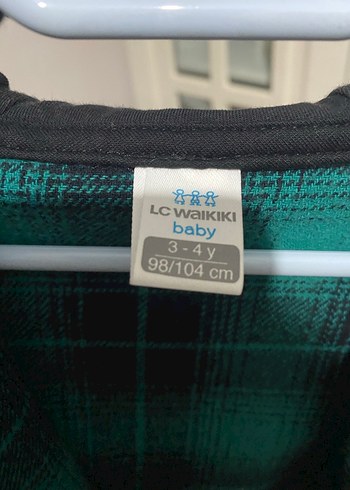 LC WAIKIKI
baby
3 - 4 y
98/104 cm